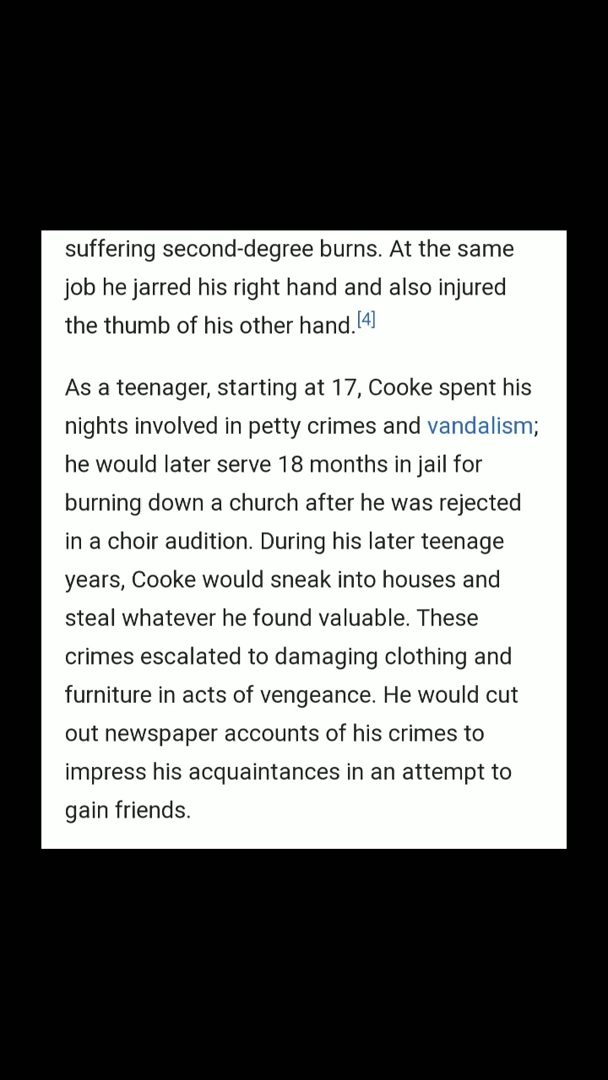 suffering second-degree burns. At the same
job he jarred his right hand and also injured
the thumb of his other hand.[4]
As a teenager, starting at 17, Cooke spent his
nights involved in petty crimes and vandalism;
he would later serve 18 months in jail for
burning down a church after he was rejected
in a choir audition. During his later teenage
years, Cooke would sneak into houses and
steal whatever he found valuable. These
crimes escalated to damaging clothing and
furniture in acts of vengeance. He would cut
out newspaper accounts of his crimes to
impress his acquaintances in an attempt to
gain friends.